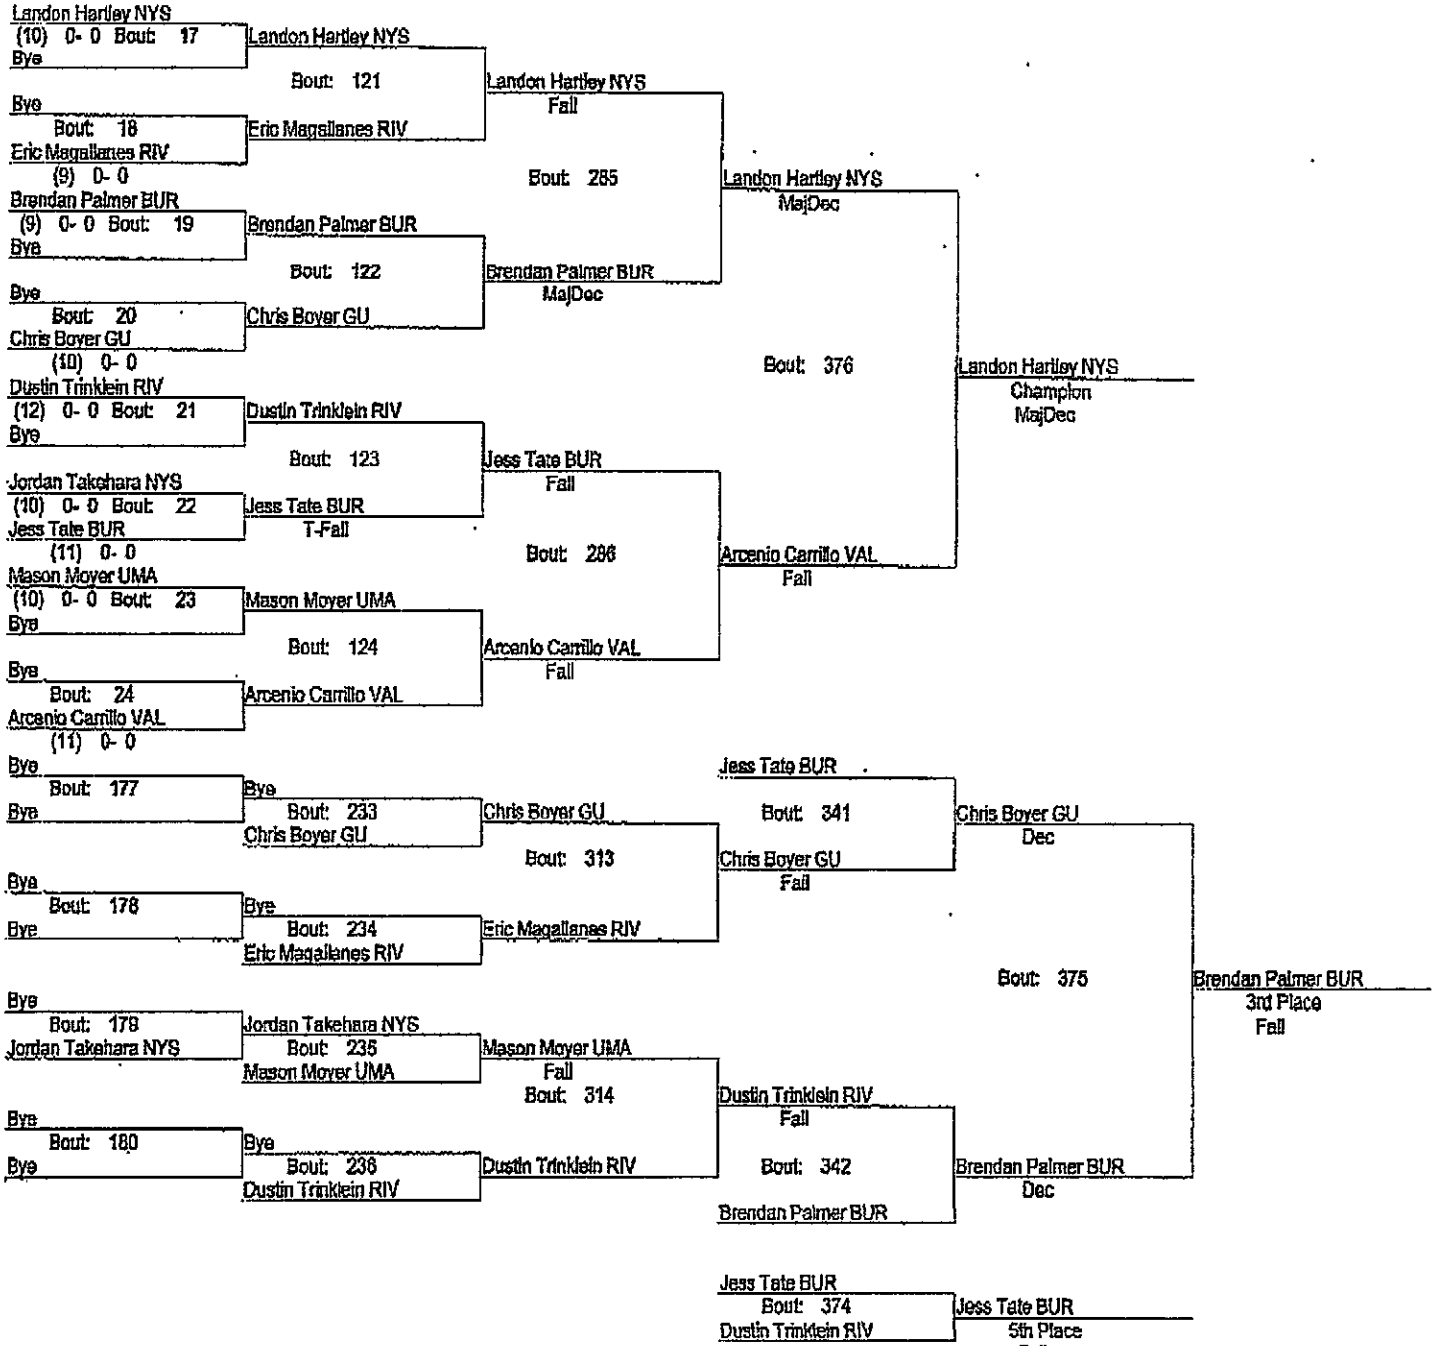 Landon Hartley NYS
(10) 0- 0 Bout: 17
Bye
Landon Hartley NYS
Bout: 121
Landon Hartley NYS
Fall
Bye
Bout: 18
Eric Magallanes RIV
Eric Magallanes RIV
(9) 0- 0
Bout: 285
Landon Hartley NYS
MajDec
Brendan Palmer BUR
(9) 0- 0 Bout: 19
Bye
Brendan Palmer BUR
Bout: 122
Brendan Palmer BUR
MajDec
Bye
Bout: 20
Chris Boyer GU
Chris Boyer GU
(10) 0- 0
Bout: 376
Landon Hartley NYS
Champion
MajDec
Dustin Trinklein RIV
(12) 0- 0 Bout: 21
Bye
Dustin Trinklein RIV
Bout: 123
Jess Tate BUR
Fall
Jordan Takehara NYS
(10) 0- 0 Bout: 22
Jess Tate BUR
(11) 0- 0
Jess Tate BUR
T-Fall
Bout: 286
Arcenio Carrillo VAL
Fall
Mason Moyer UMA
(10) 0- 0 Bout: 23
Bye
Mason Moyer UMA
Bout: 124
Arcenio Carrillo VAL
Fall
Bye
Bout: 24
Arcenio Carrillo VAL
Arcenio Carrillo VAL
(11) 0- 0
Bye
Bout: 177
Bye
Bye
Bout: 233
Chris Boyer GU
Chris Boyer GU
Bout: 313
Jess Tate BUR
Bout: 341
Chris Boyer GU
Fall
Chris Boyer GU
Dec
Bye
Bout: 178
Bye
Bye
Bout: 234
Eric Magallanes RIV
Eric Magallanes RIV
Bout: 375
Brendan Palmer BUR
3rd Place
Fall
Bye
Bout: 179
Jordan Takehara NYS
Jordan Takehara NYS
Bout: 235
Mason Moyer UMA
Mason Moyer UMA
Fall
Bout: 314
Dustin Trinklein RIV
Fall
Bye
Bout: 180
Bye
Bye
Bout: 236
Dustin Trinklein RIV
Dustin Trinklein RIV
Bout: 342
Brendan Palmer BUR
Brendan Palmer BUR
Dec
Jess Tate BUR
Bout: 374
Dustin Trinklein RIV
Jess Tate BUR
5th Place